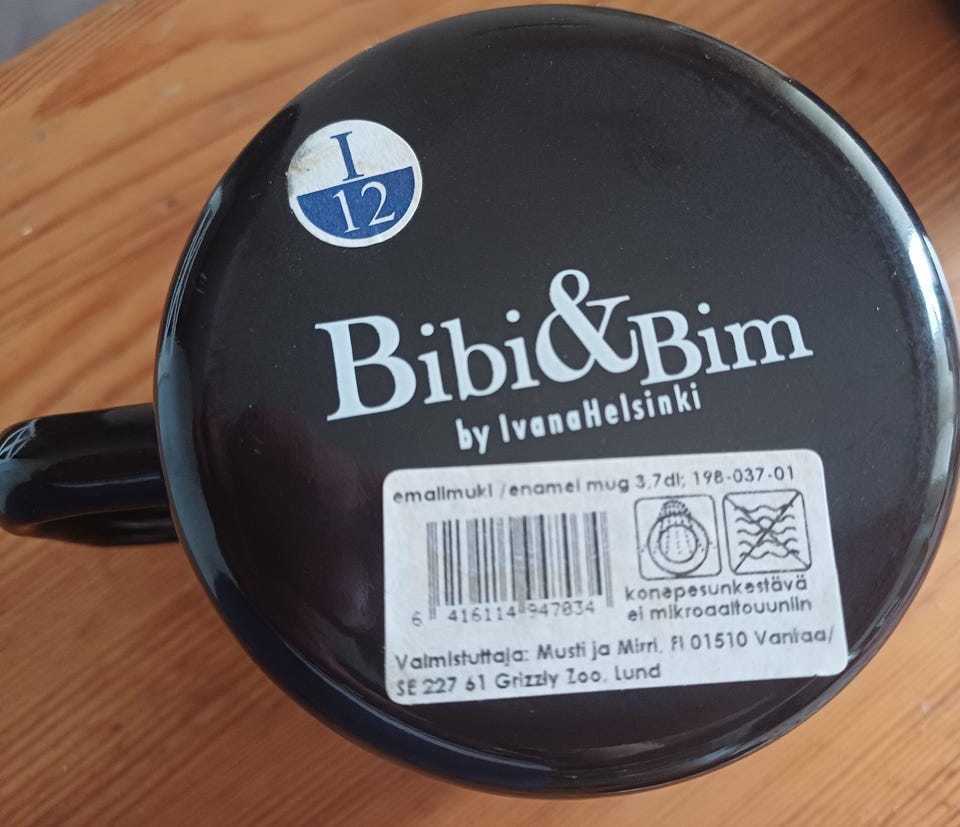 I
12
Bibi&Bim
by IvanaHelsinki
emalimuki /enamel mug 3,7dl; 198-037-01
6 416114 947034
konepesunkestävä
ei mikroaaltouuniin
Valmistuttaja: Musti ja Mirri, FI 01510 Vantaa/
SE 227 61 Grizzly Zoo, Lund